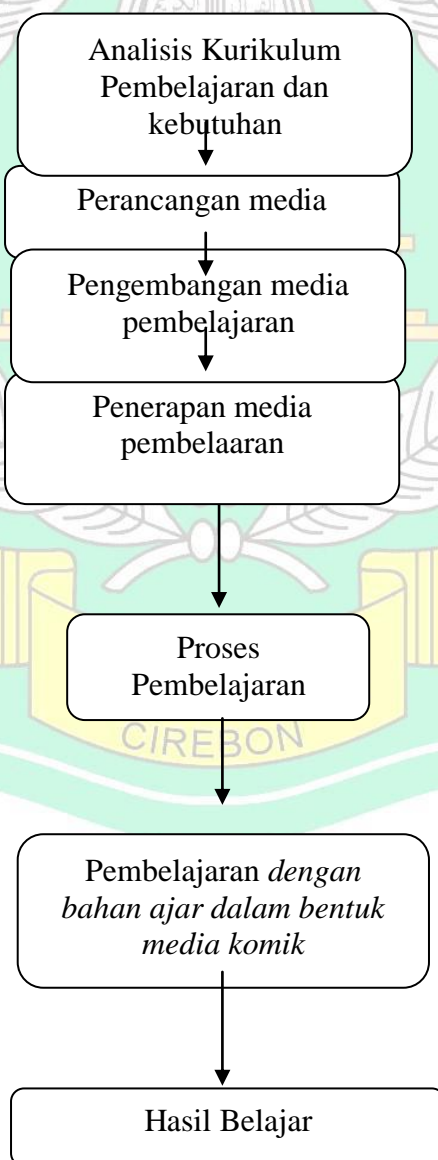 Analisis Kurikulum
Pembelajaran dan
kebutuhan
Perancangan media
Pengembangan media
pembelajaran
Penerapan media
pembelaaran
Proses
Pembelajaran
CIREBON
Pembelajaran dengan
bahan ajar dalam bentuk
media komik
Hasil Belajar